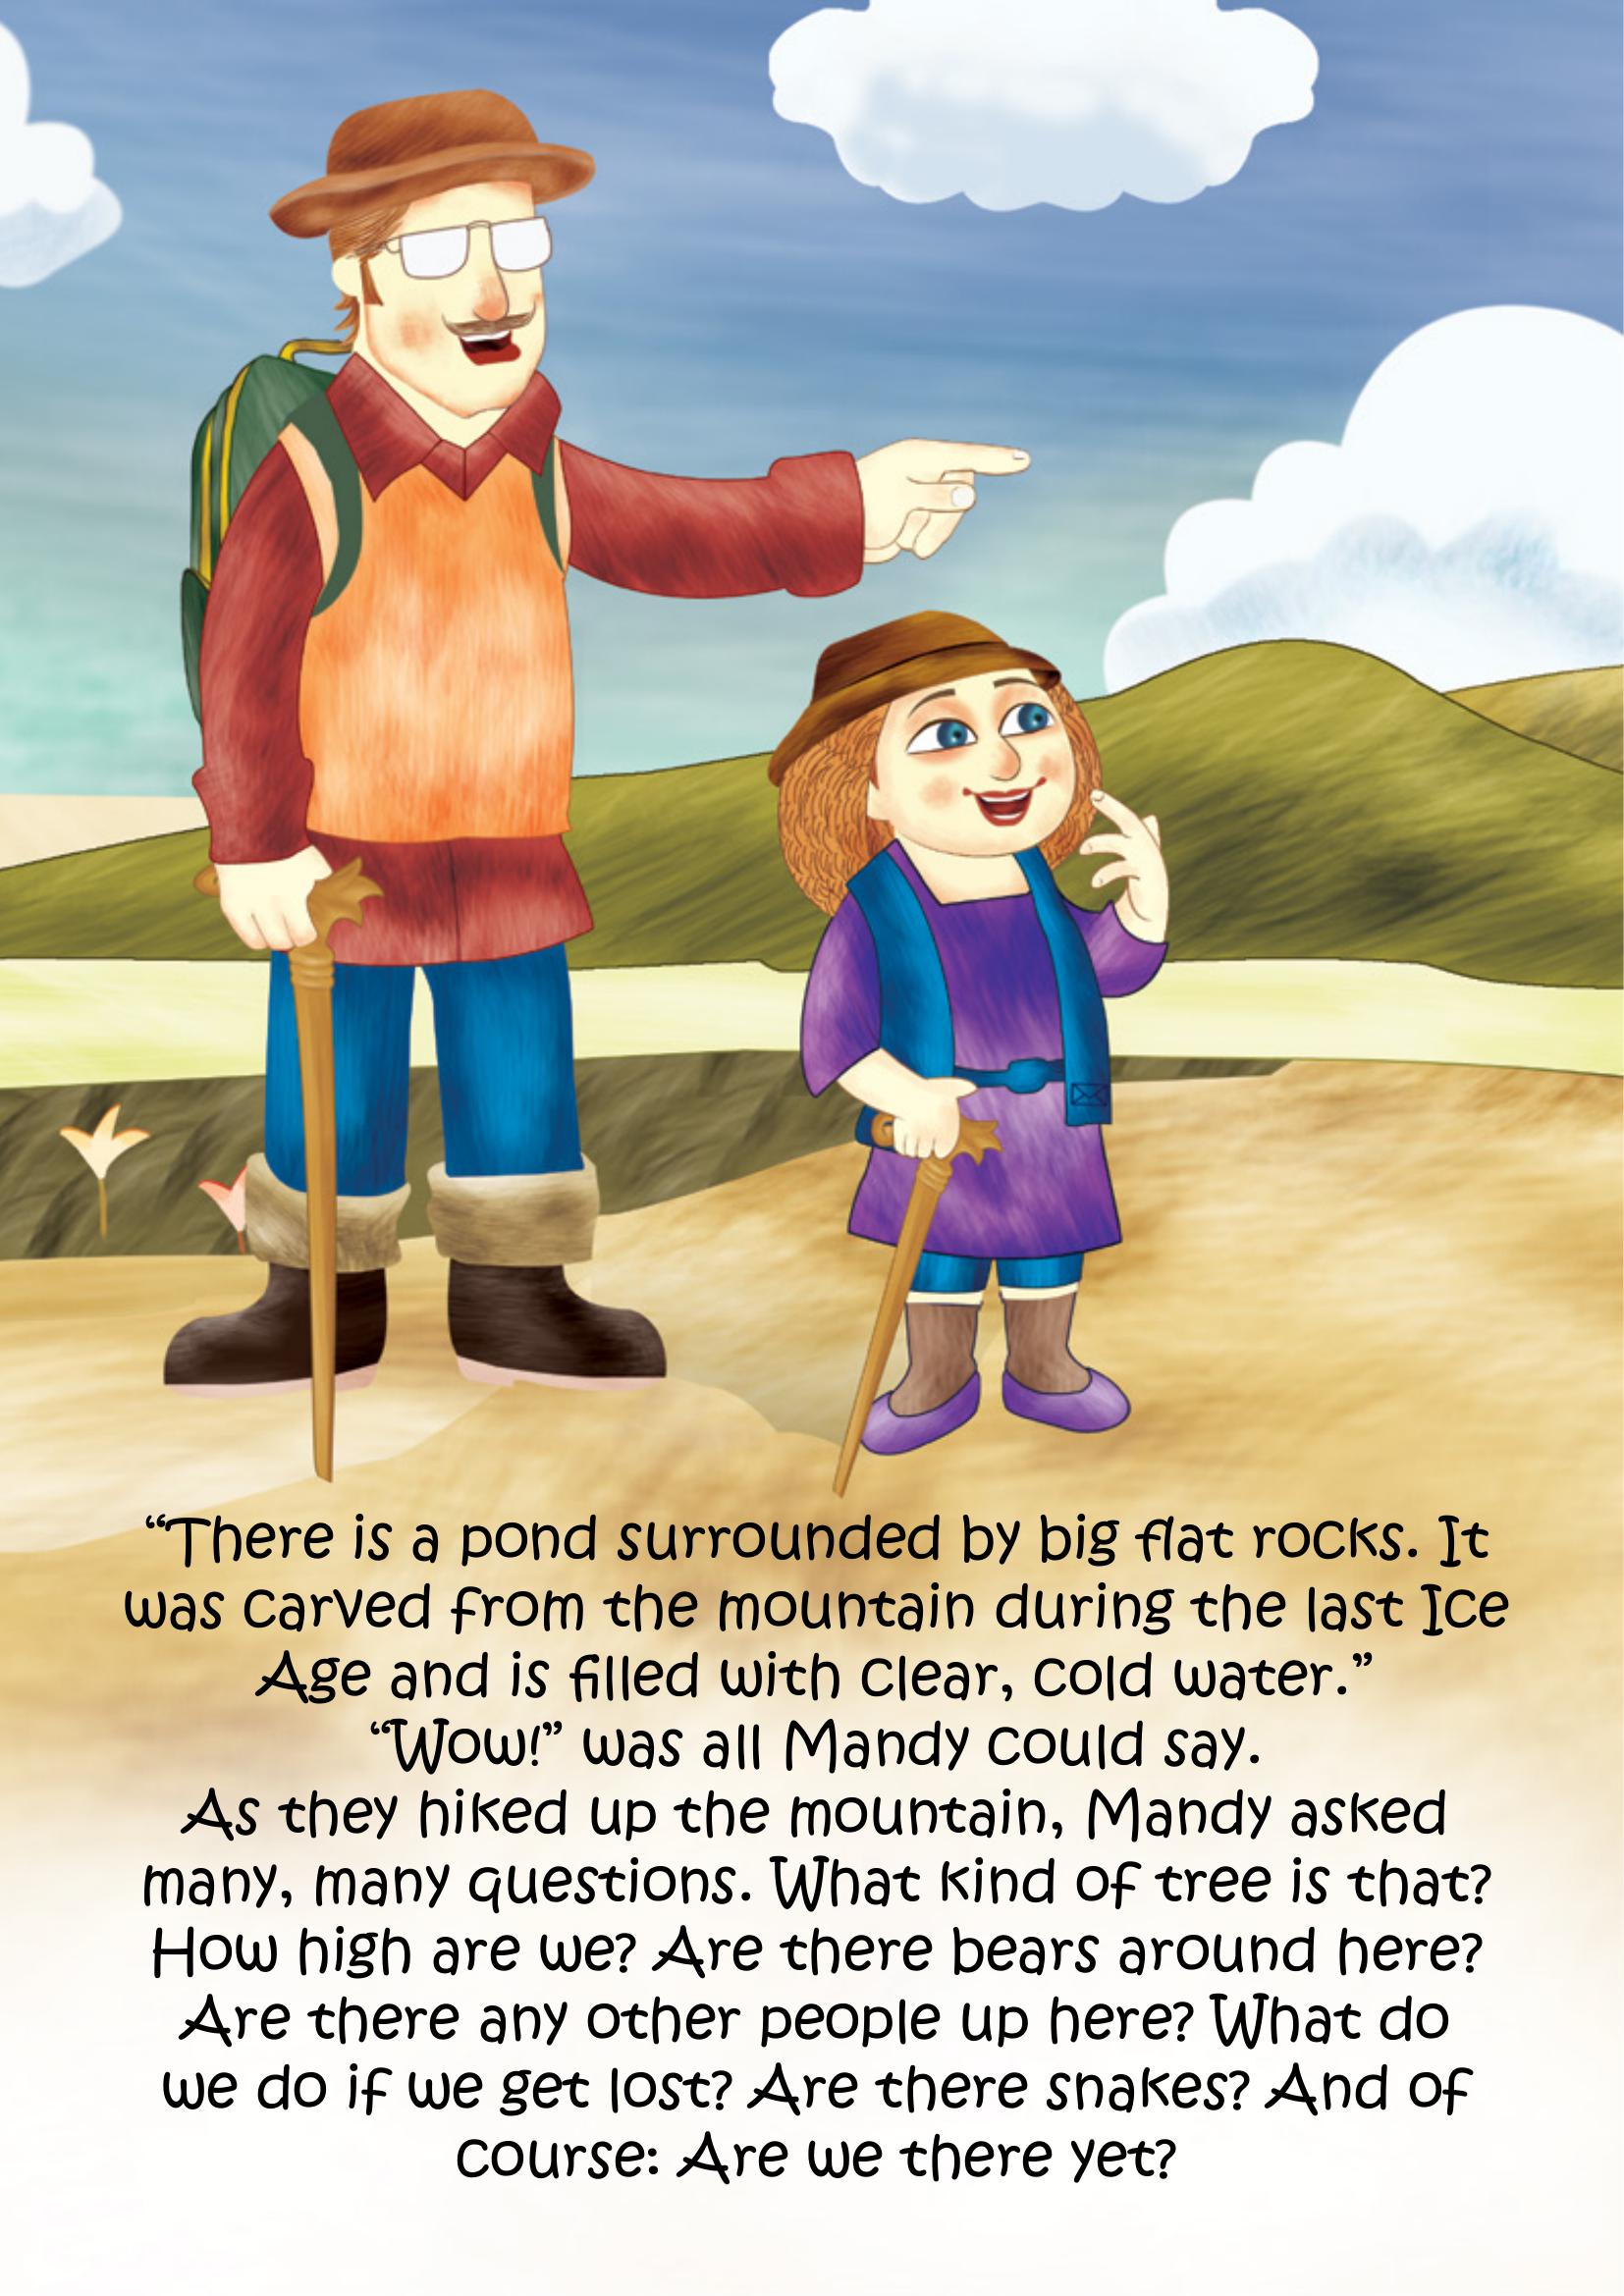 “There is a pond surrounded by big flat rocks. It
was carved from the mountain during the last Ice
Age and is filled with clear, cold water.”
“Wow!” was all Mandy could say.
As they hiked up the mountain, Mandy asked
many, many questions. What kind of tree is that?
How high are we? Are there bears around here?
Are there any other people up here? What do
we do if we get lost? Are there snakes? And of
course: Are we there yet?